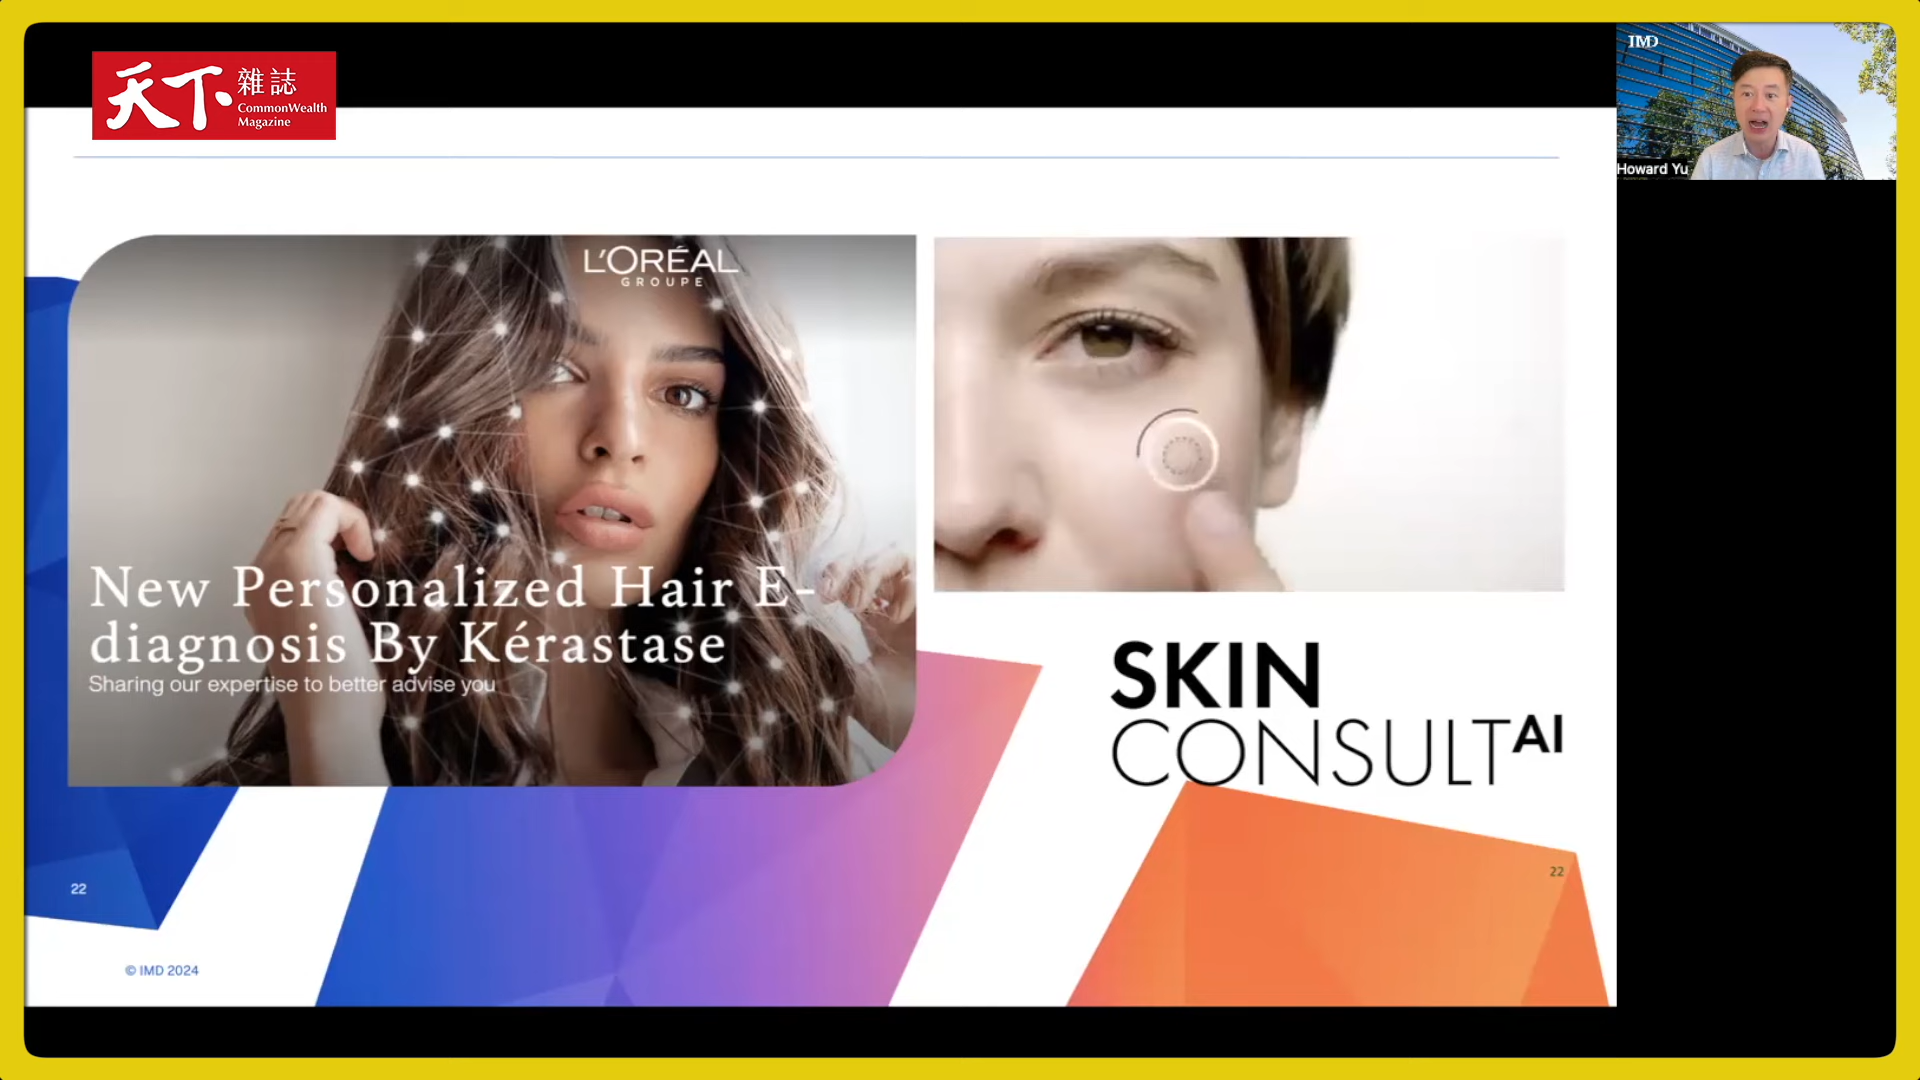 天下 雜誌
CommonWealth
Magazine
IMD
Howard Yu
L'ORÉAL
GROUPE
New Personalized Hair E-
diagnosis By Kérastase
Sharing our expertise to better advise you
SKIN
CONSULT AI
22
22
© IMD 2024